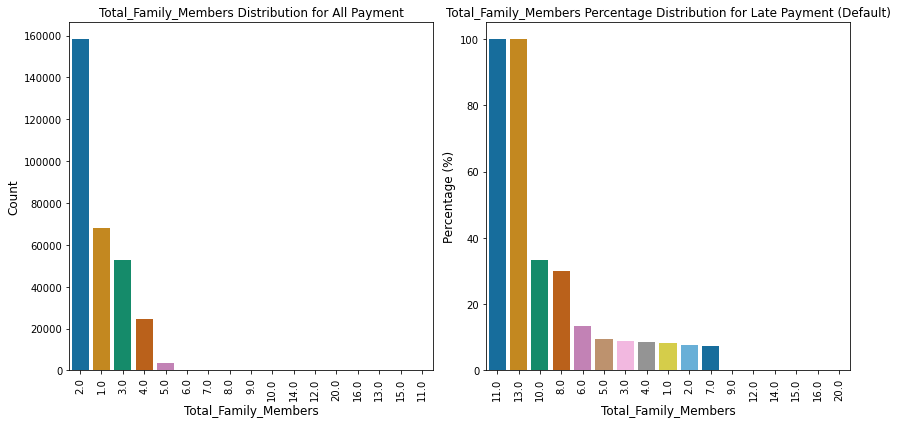 Total_Family_Members Distribution for All Payment
Count
160000
140000
120000
100000
80000
60000
40000
20000
0
2.0 1.0 3.0 4.0 5.0 6.0 7.0 8.0 9.0 10.0 14.0 12.0 20.0 16.0 13.0 15.0 11.0
Total_Family_Members
Total_Family_Members Percentage Distribution for Late Payment (Default)
Percentage (%)
100
80
60
40
20
0
11.0 13.0 10.0 8.0 6.0 5.0 3.0 4.0 1.0 2.0 7.0 9.0 12.0 14.0 15.0 16.0 20.0
Total_Family_Members